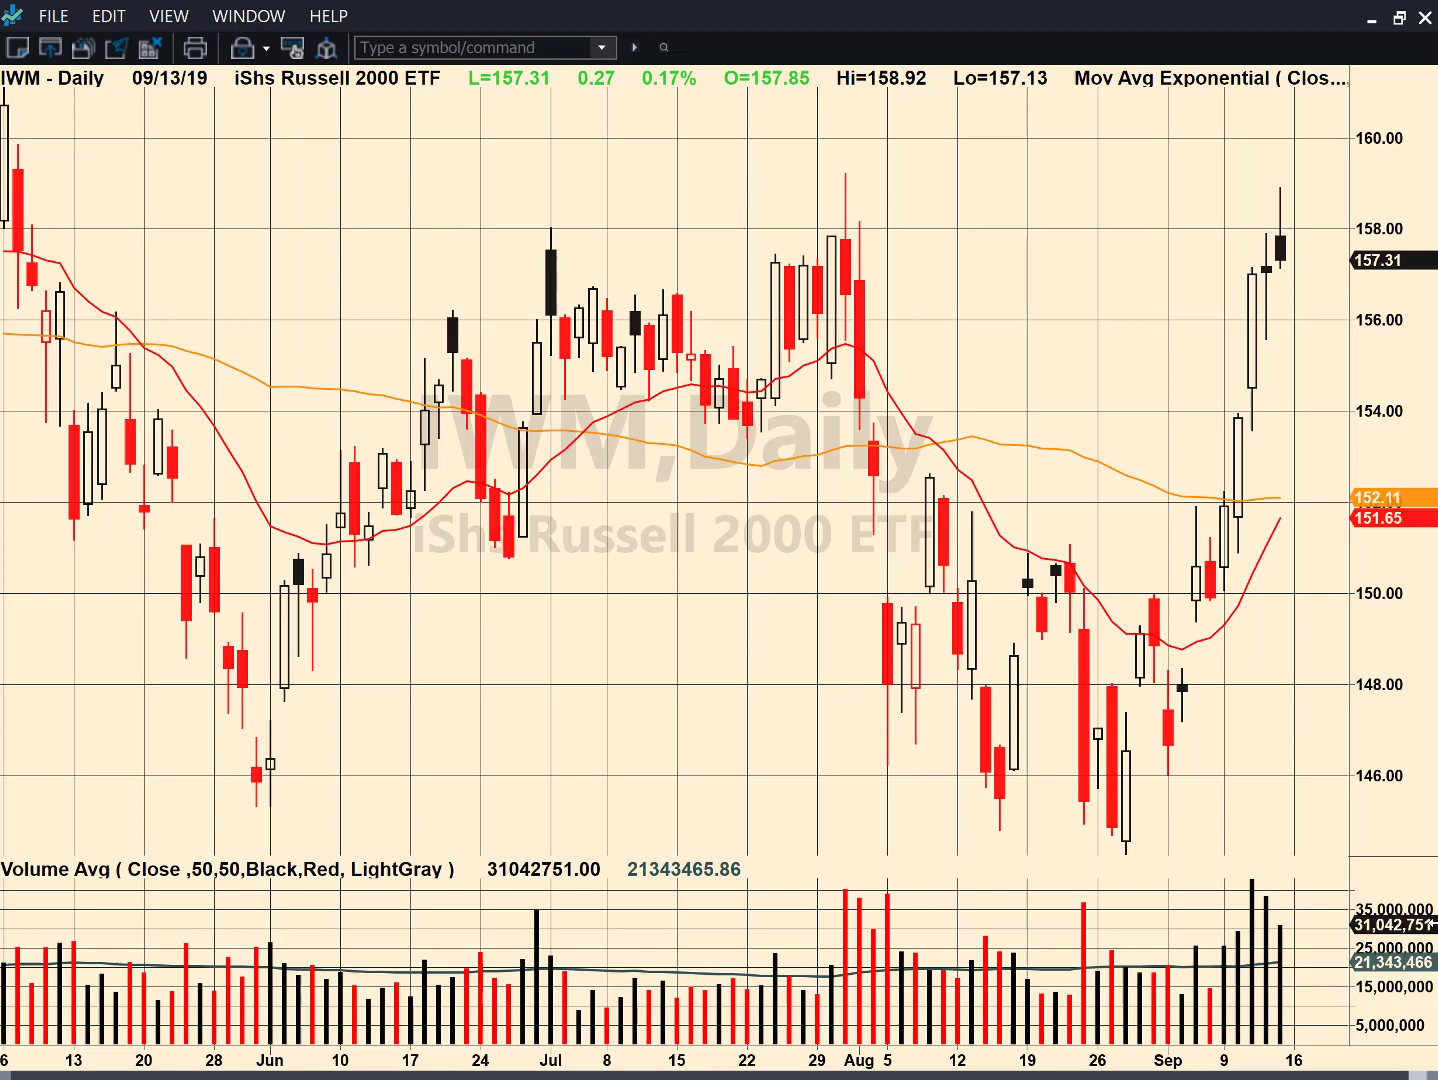 FILE EDIT VIEW WINDOW HELP
Type a symbol/command
IWM - Daily 09/13/19 iShs Russell 2000 ETF L=157.31 0.27 0.17% O=157.85 Hi=158.92 Lo=157.13 Mov Avg Exponential ( Clos...
160.00
158.00
157.31
156.00
154.00
IWM,Daily
iShs Russell 2000 ETF
152.11
151.65
150.00
148.00
146.00
Volume Avg ( Close ,50,50,Black,Red, LightGray ) 31042751.00 21343465.86
35,000,000
31,042,751
25,000,000
21,343,466
15,000,000
5,000,000
6 13 20 28 Jun 10 17 24 Jul 8 15 22 29 Aug 5 12 19 26 Sep 9 16